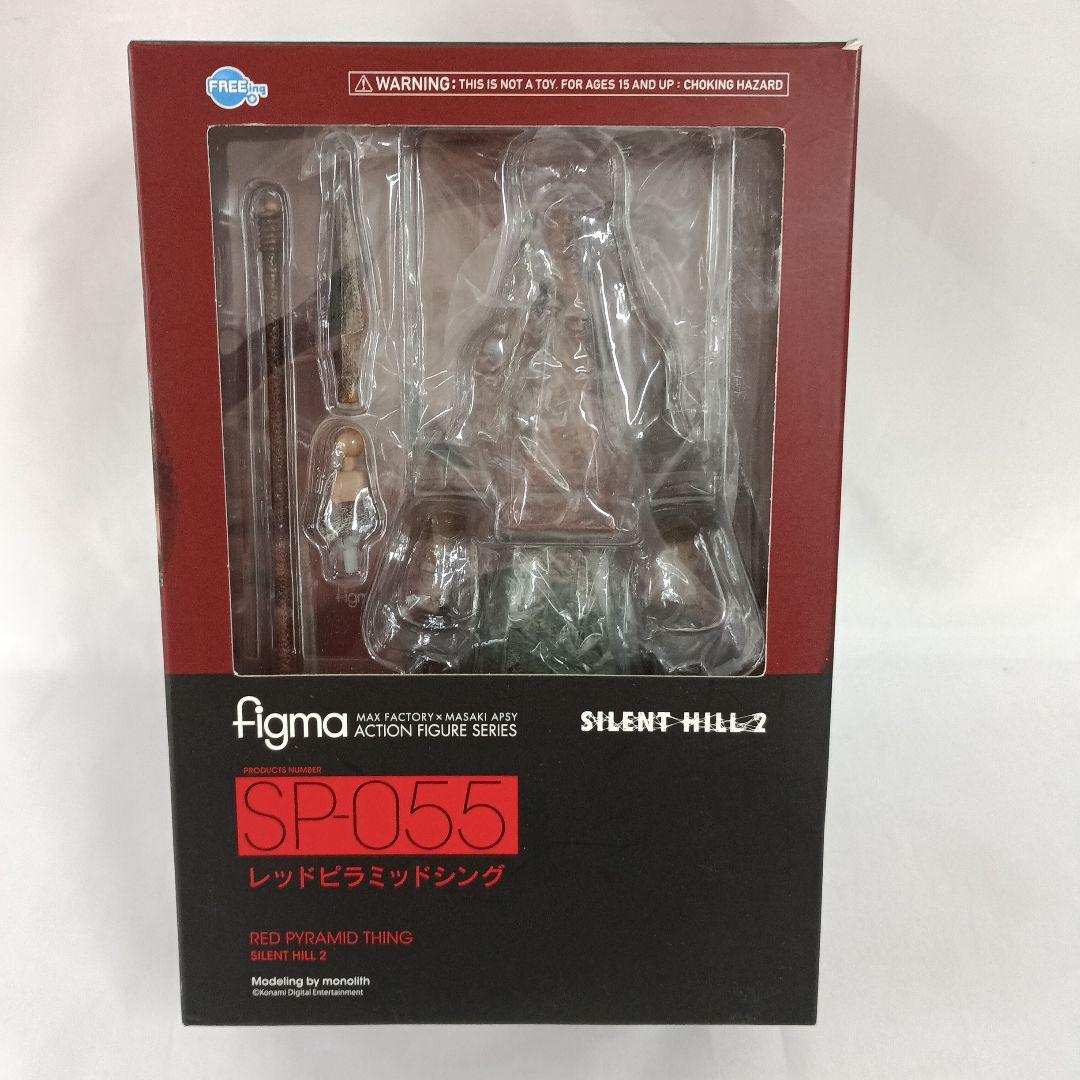 FREEing
WARNING: THIS IS NOT A TOY. FOR AGES 15 AND UP : CHOKING HAZARD
figma
figma MAX FACTORY × MASAKI APSY
ACTION FIGURE SERIES
SILENT HILL 2
PRODUCTS NUMBER
SP-055
レッドピラミッドシング
RED PYRAMID THING
SILENT HILL 2
Modeling by monolith
©Konami Digital Entertainment